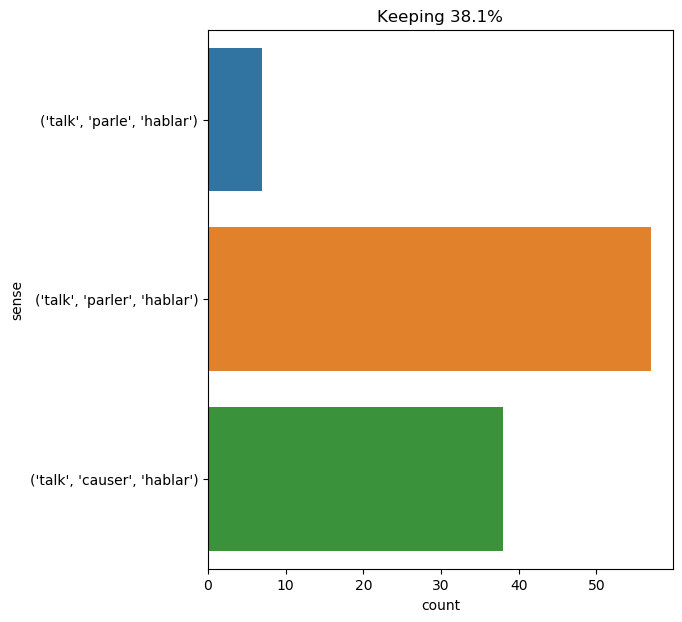 Keeping 38.1%
('talk', 'parle', 'hablar')
('talk', 'parler', 'hablar')
('talk', 'causer', 'hablar')
sense
0 10 20 30 40 50
count